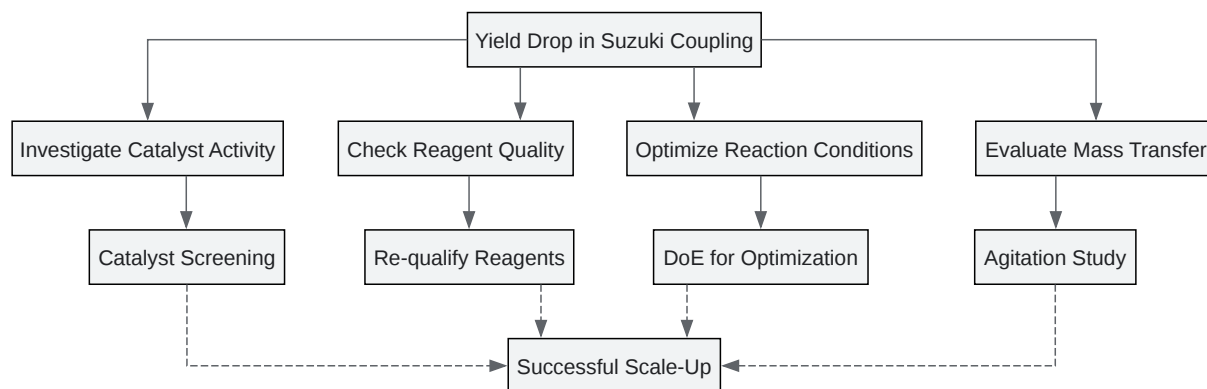 Yield Drop in Suzuki Coupling
Investigate Catalyst Activity
Check Reagent Quality
Optimize Reaction Conditions
Evaluate Mass Transfer
Catalyst Screening
Re-qualify Reagents
DoE for Optimization
Agitation Study
Successful Scale-Up